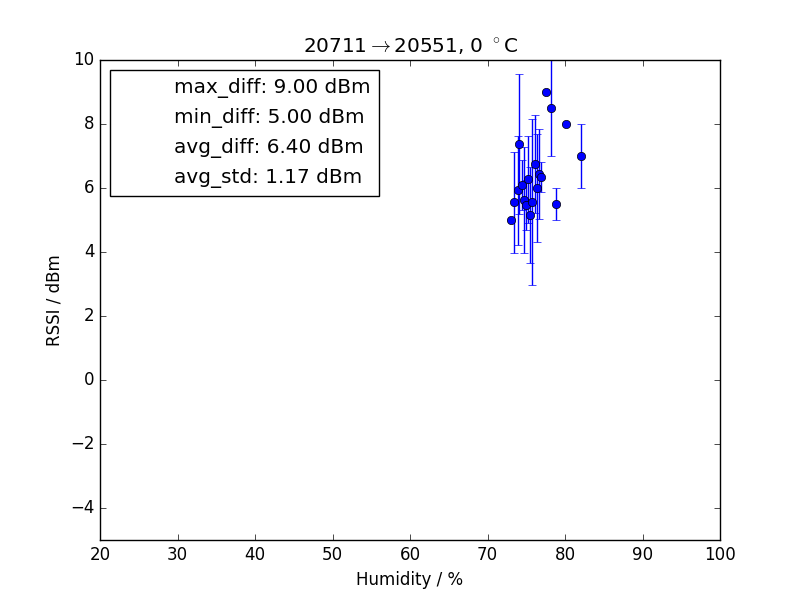 20711→20551, 0 °C
max_diff: 9.00 dBm
min_diff: 5.00 dBm
avg_diff: 6.40 dBm
avg_std: 1.17 dBm
10
8
6
4
2
0
−2
−4
RSSI / dBm
20 30 40 50 60 70 80 90 100
Humidity / %